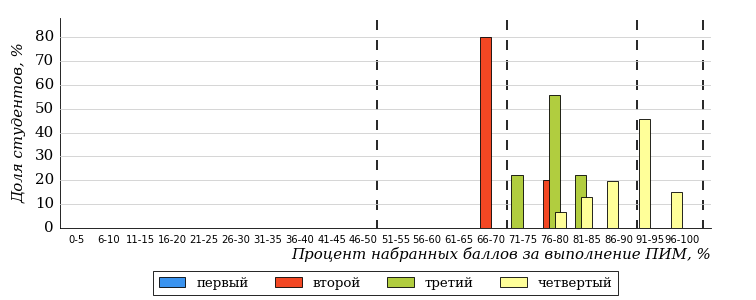 Доля студентов, %
80
70
60
50
40
30
20
10
0
0-5 6-10 11-15 16-20 21-25 26-30 31-35 36-40 41-45 46-50 51-55 56-60 61-65 66-70 71-75 76-80 81-85 86-90 91-95 96-100
Процент набранных баллов за выполнение ПИМ, %
первый второй третий четвертый